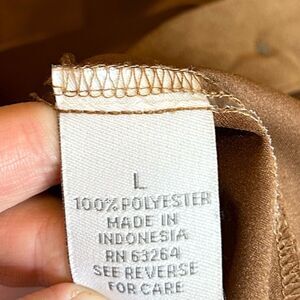 L
100% POLYESTER
MADE IN
INDONESIA
RN 63264
SEE REVERSE
FOR CARE